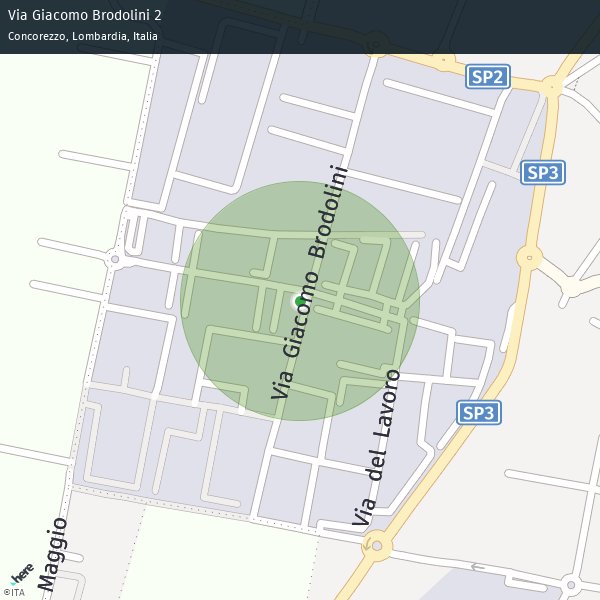 Via Giacomo Brodolini 2
Concorezzo, Lombardia, Italia
SP2
SP3
Via Giacomo Brodolini
SP3
Via del Lavoro
Maggio
here
©ITA